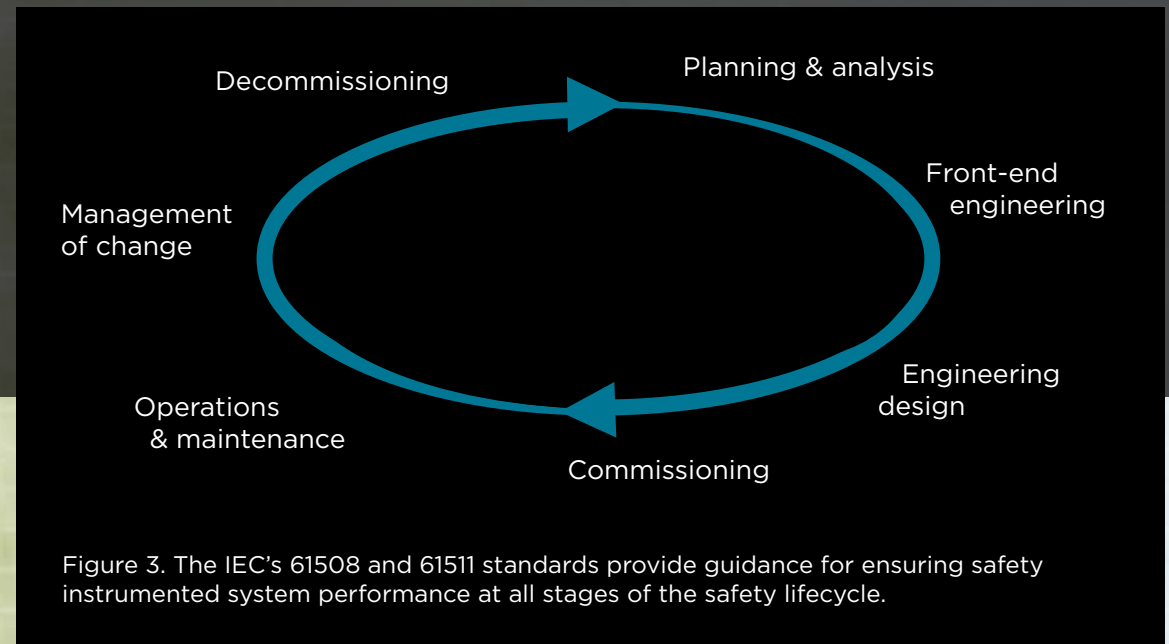 Decommissioning
Planning & analysis
Front-end
engineering
Management
of change
Engineering
design
Operations
& maintenance
Commissioning
Figure 3. The IEC’s 61508 and 61511 standards provide guidance for ensuring safety
instrumented system performance at all stages of the safety lifecycle.